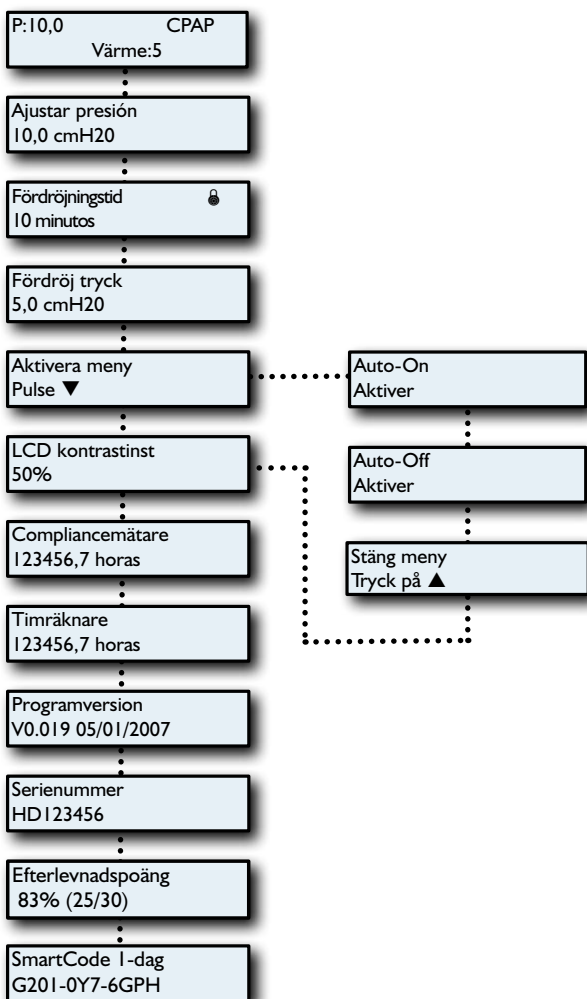 P:10,0 CPAP
Värme:5
Ajustar presión
10,0 cmH20
Fördröjningstid
10 minutos
Fördröj tryck
5,0 cmH20
Aktivera meny
Pulse ▼
Auto-On
Aktiver
LCD kontrastinst
50%
Auto-Off
Aktiver
Compliancemätare
123456,7 horas
Stäng meny
Tryck på ▲
Timräknare
123456,7 horas
Programversion
V0.019 05/01/2007
Serienummer
HD123456
Efterlevnadspoäng
83% (25/30)
SmartCode 1-dag
G201-0Y7-6GPH